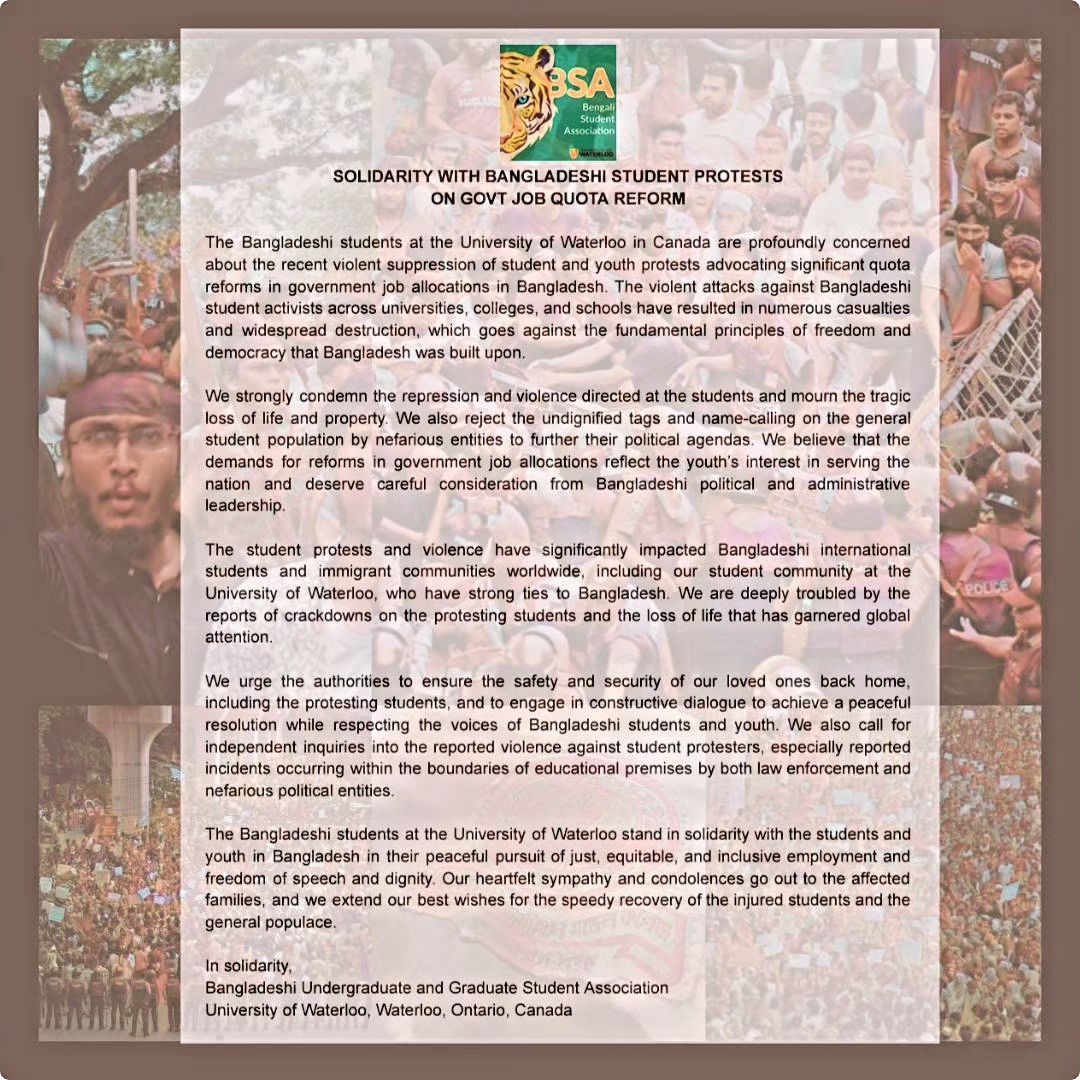 BSA
Bengali
Student
Association
WATERLOO
SOLIDARITY WITH BANGLADESHI STUDENT PROTESTS
ON GOVT JOB QUOTA REFORM
The Bangladeshi students at the University of Waterloo in Canada are profoundly concerned
about the recent violent suppression of student and youth protests advocating significant quota
reforms in government job allocations in Bangladesh. The violent attacks against Bangladeshi
student activists across universities, colleges, and schools have resulted in numerous casualties
and widespread destruction, which goes against the fundamental principles of freedom and
democracy that Bangladesh was built upon.
We strongly condemn the repression and violence directed at the students and mourn the tragic
loss of life and property. We also reject the undignified tags and name-calling on the general
student population by nefarious entities to further their political agendas. We believe that the
demands for reforms in government job allocations reflect the youth's interest in serving the
nation and deserve careful consideration from Bangladeshi political and administrative
leadership.
The student protests and violence have significantly impacted Bangladeshi international
students and immigrant communities worldwide, including our student community at the
University of Waterloo, who have strong ties to Bangladesh. We are deeply troubled by the
reports of crackdowns on the protesting students and the loss of life that has garnered global
attention.
We urge the authorities to ensure the safety and security of our loved ones back home,
including the protesting students, and to engage in constructive dialogue to achieve a peaceful
resolution while respecting the voices of Bangladeshi students and youth. We also call for
independent inquiries into the reported violence against student protesters, especially reported
incidents occurring within the boundaries of educational premises by both law enforcement and
nefarious political entities.
The Bangladeshi students at the University of Waterloo stand in solidarity with the students and
youth in Bangladesh in their peaceful pursuit of just, equitable, and inclusive employment and
freedom of speech and dignity. Our heartfelt sympathy and condolences go out to the affected
families, and we extend our best wishes for the speedy recovery of the injured students and the
general populace.
In solidarity,
Bangladeshi Undergraduate and Graduate Student Association
University of Waterloo, Waterloo, Ontario, Canada
POLICE